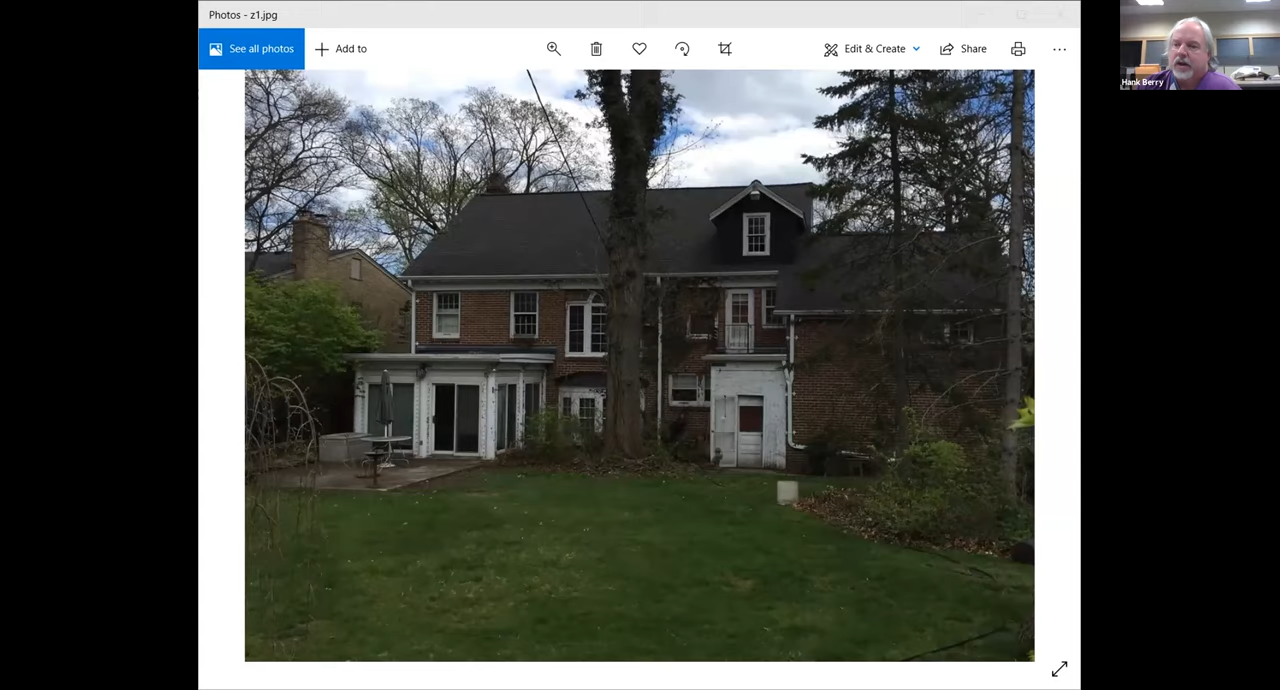 Photos - z1.jpg
See all photos
Add to
Edit & Create
Share
Hank Berry